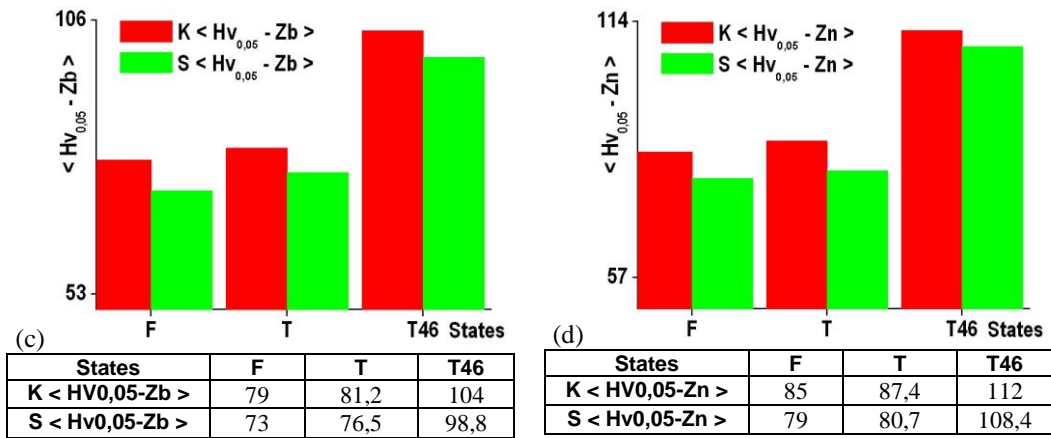 106
K < Hv0,05 - Zb >
S < Hv0,05 - Zb >
< Hv0,05 - Zb >
53
F T T46 States
(c)
States F T T46
K < HV0,05-Zb > 79 81,2 104
S < Hv0,05-Zb > 73 76,5 98,8
114
K < Hv0,05 - Zn >
S < Hv0,05 - Zn >
< Hv0,05 - Zn >
57
F T T46 States
(d)
States F T T46
K < HV0,05-Zn > 85 87,4 112
S < Hv0,05-Zn > 79 80,7 108,4